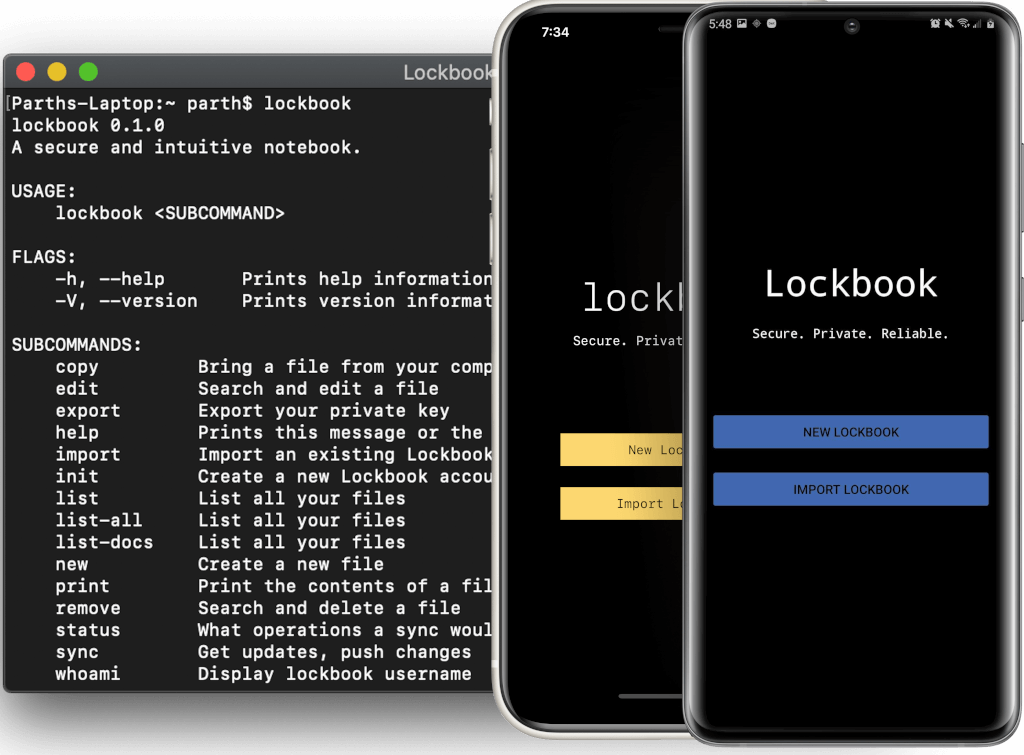 Lockbook
[Parths-Laptop:~ parth$ lockbook
lockbook 0.1.0
A secure and intuitive notebook.
USAGE:
lockbook <SUBCOMMAND>
FLAGS:
-h, --help Prints help information
-V, --version Prints version informat
SUBCOMMANDS:
copy Bring a file from your comp
edit Search and edit a file
export Export your private key
help Prints this message or the
import Import an existing Lockbook
init Create a new Lockbook accou
list List all your files
list-all List all your files
list-docs List all your files
new Create a new file
print Print the contents of a fil
remove Search and delete a file
status What operations a sync woul
sync Get updates, push changes
whoami Display lockbook username
7:34
lockb
Secure. Privat
New Loc
Import Lo
5:48
Lockbook
Secure. Private. Reliable.
NEW LOCKBOOK
IMPORT LOCKBOOK